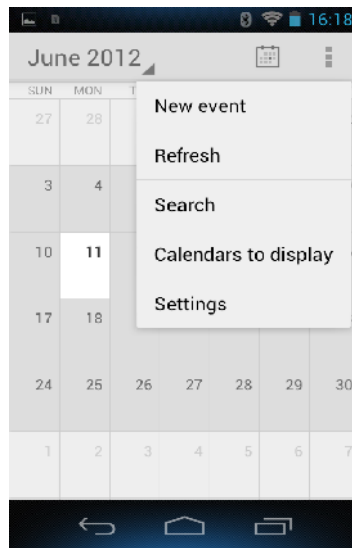 16:18
June 2012
SUN MON
27 28
New event
Refresh
3 4
Search
10 11
Calendars to display
17 18
Settings
24 25 26 27 28 29 30
1 2 3 4 5 6 7